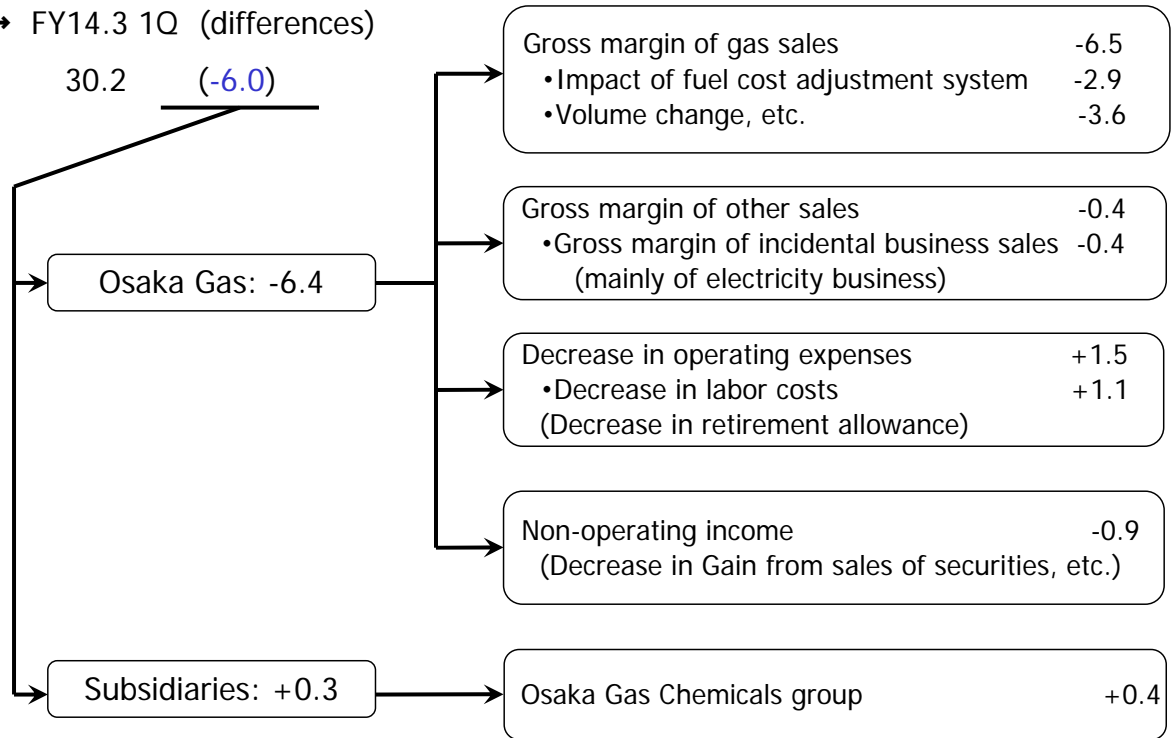 FY14.3 1Q (differences)
30.2 (-6.0)
Gross margin of gas sales -6.5
•Impact of fuel cost adjustment system -2.9
•Volume change, etc. -3.6
Gross margin of other sales -0.4
•Gross margin of incidental business sales -0.4
(mainly of electricity business)
Osaka Gas: -6.4
Decrease in operating expenses +1.5
•Decrease in labor costs +1.1
(Decrease in retirement allowance)
Non-operating income -0.9
(Decrease in Gain from sales of securities, etc.)
Subsidiaries: +0.3
Osaka Gas Chemicals group +0.4